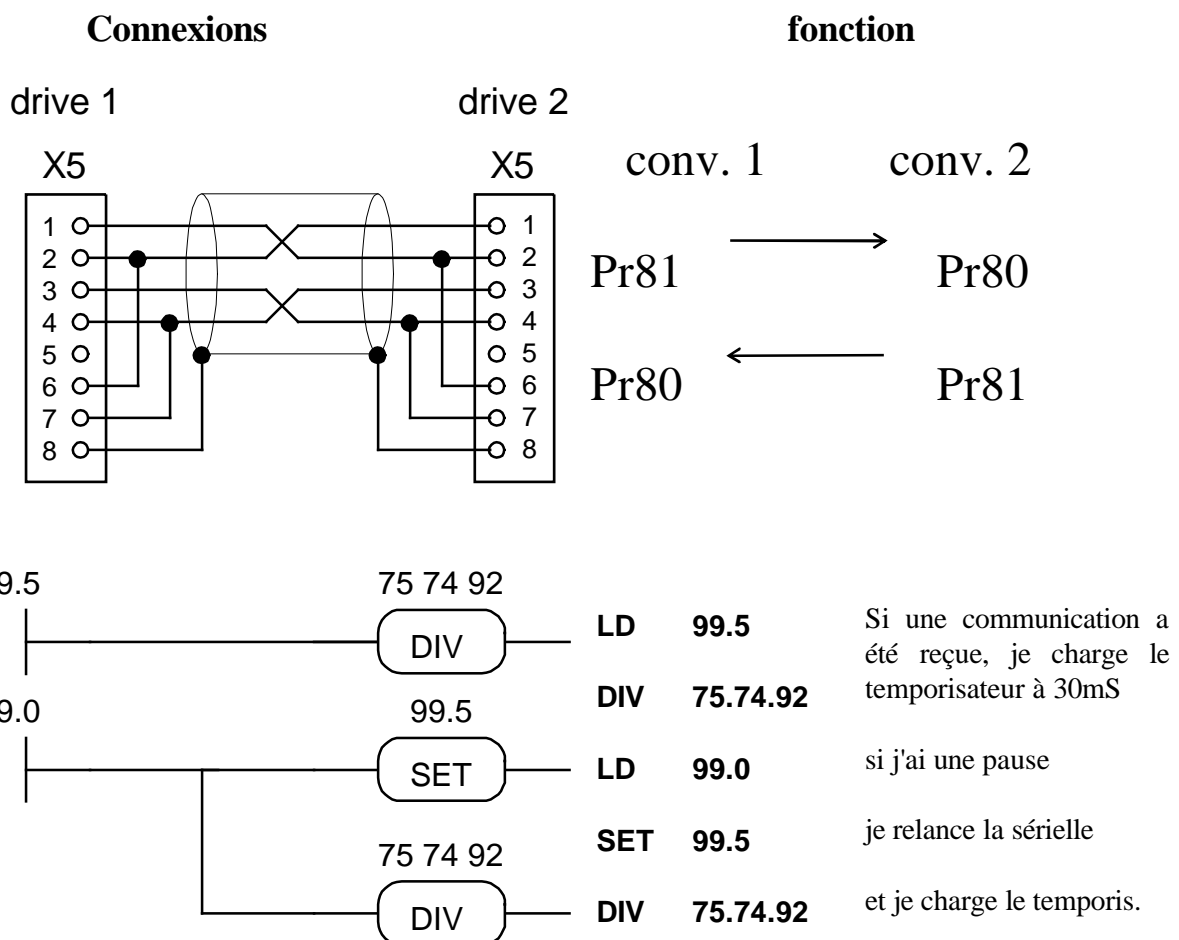 Connexions
fonction
drive 1
drive 2
X5
X5
conv. 1
conv. 2
1
2
3
4
5
6
7
8
1
2
3
4
5
6
7
8
Pr81
Pr80
Pr80
Pr81
9.5
75 74 92
DIV
9.0
99.5
SET
75 74 92
DIV
LD 99.5
DIV 75.74.92
LD 99.0
SET 99.5
DIV 75.74.92
Si une communication a
été reçue, je charge le
temporisateur à 30mS
si j'ai une pause
je relance la sérielle
et je charge le temporis.